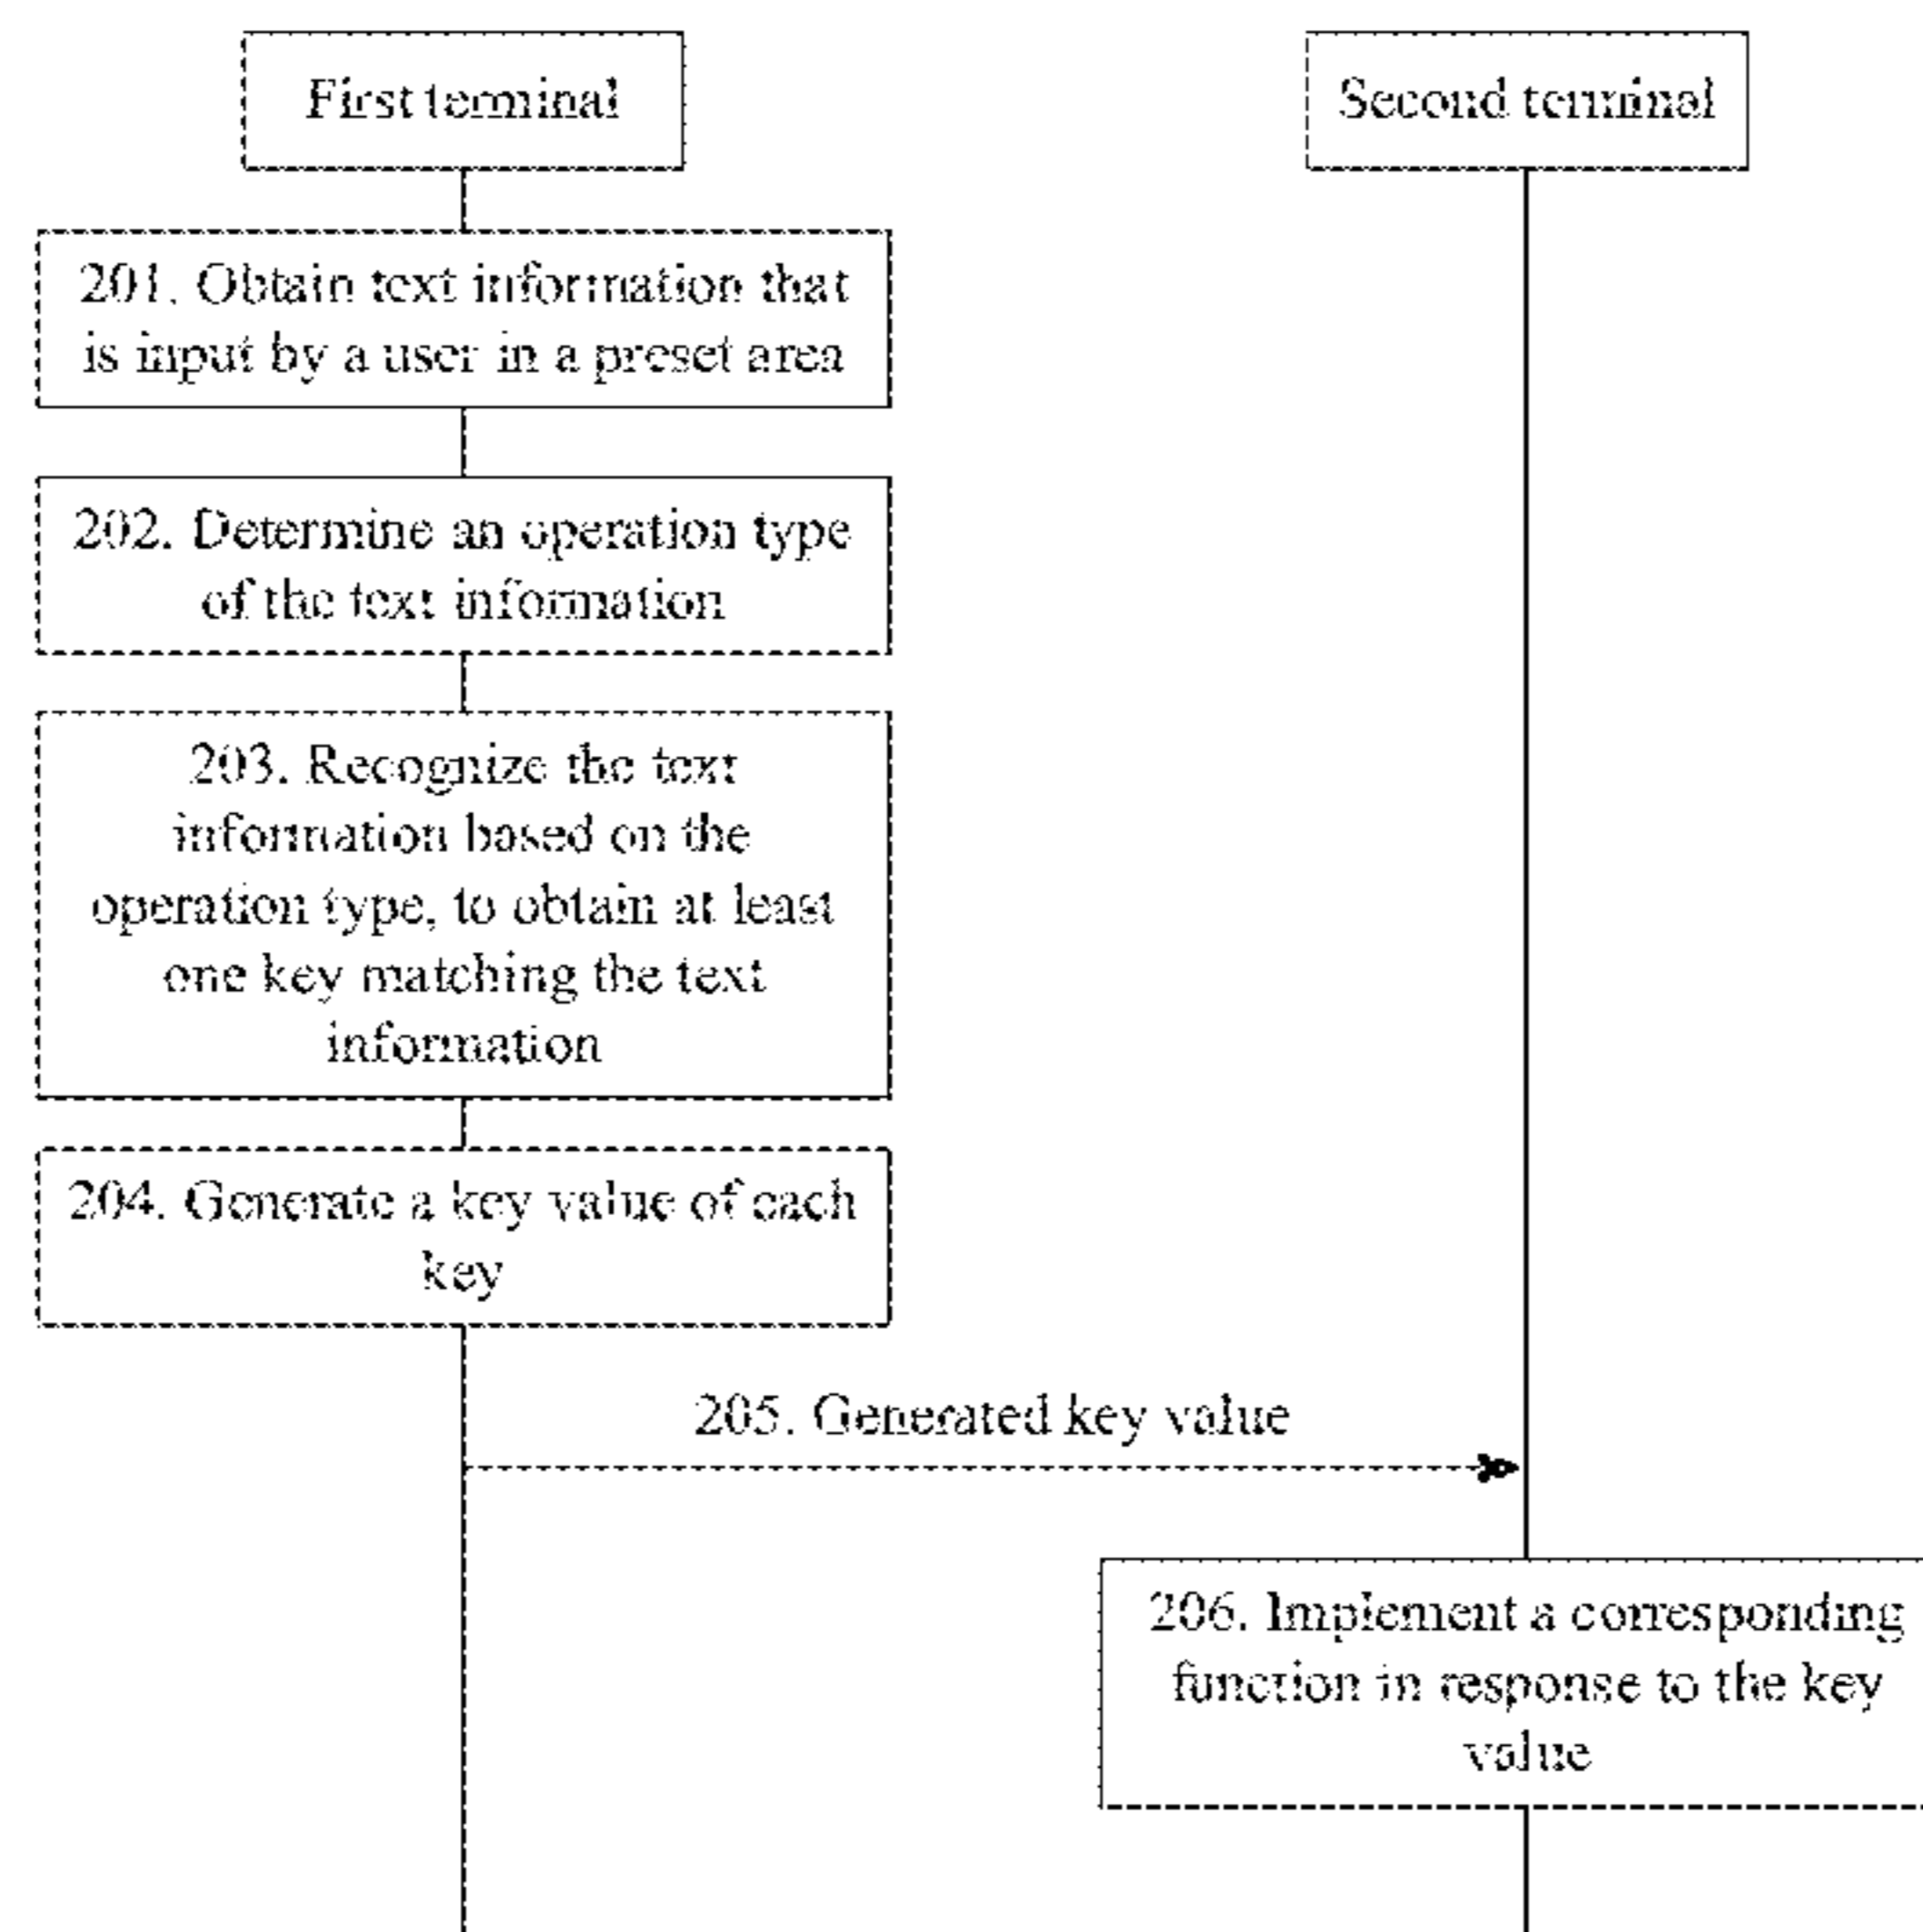 First terminal
Second terminal
201. Obtain text information that
is input by a user in a preset area
202. Determine an operation type
of the text information
203. Recognize the text
information based on the
operation type, to obtain at least
one key matching the text
information
204. Generate a key value of each
key
205. Generated key value
206. Implement a corresponding
function in response to the key
value